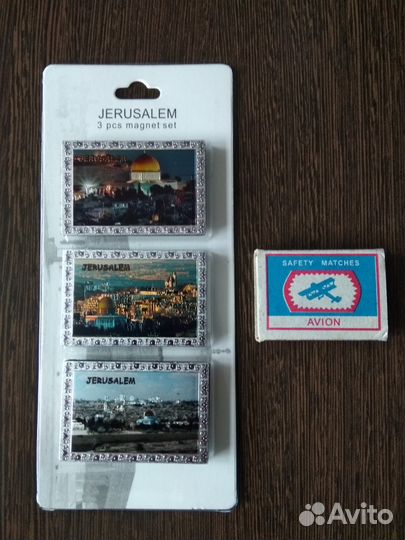 JERUSALEM
3 pcs magnet set
JERUSALEM
JERUSALEM
JERUSALEM
SAFETY MATCHES
AVION
Avito